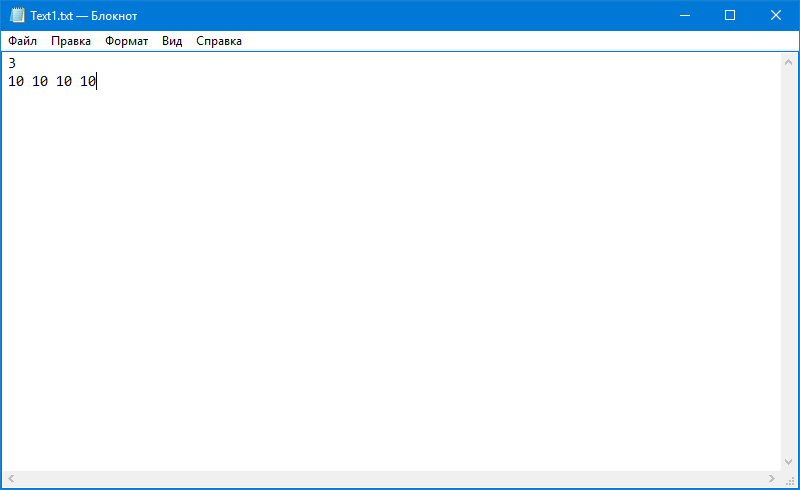 Text1.txt — Блокнот
Файл Правка Формат Вид Справка
3
10 10 10 10